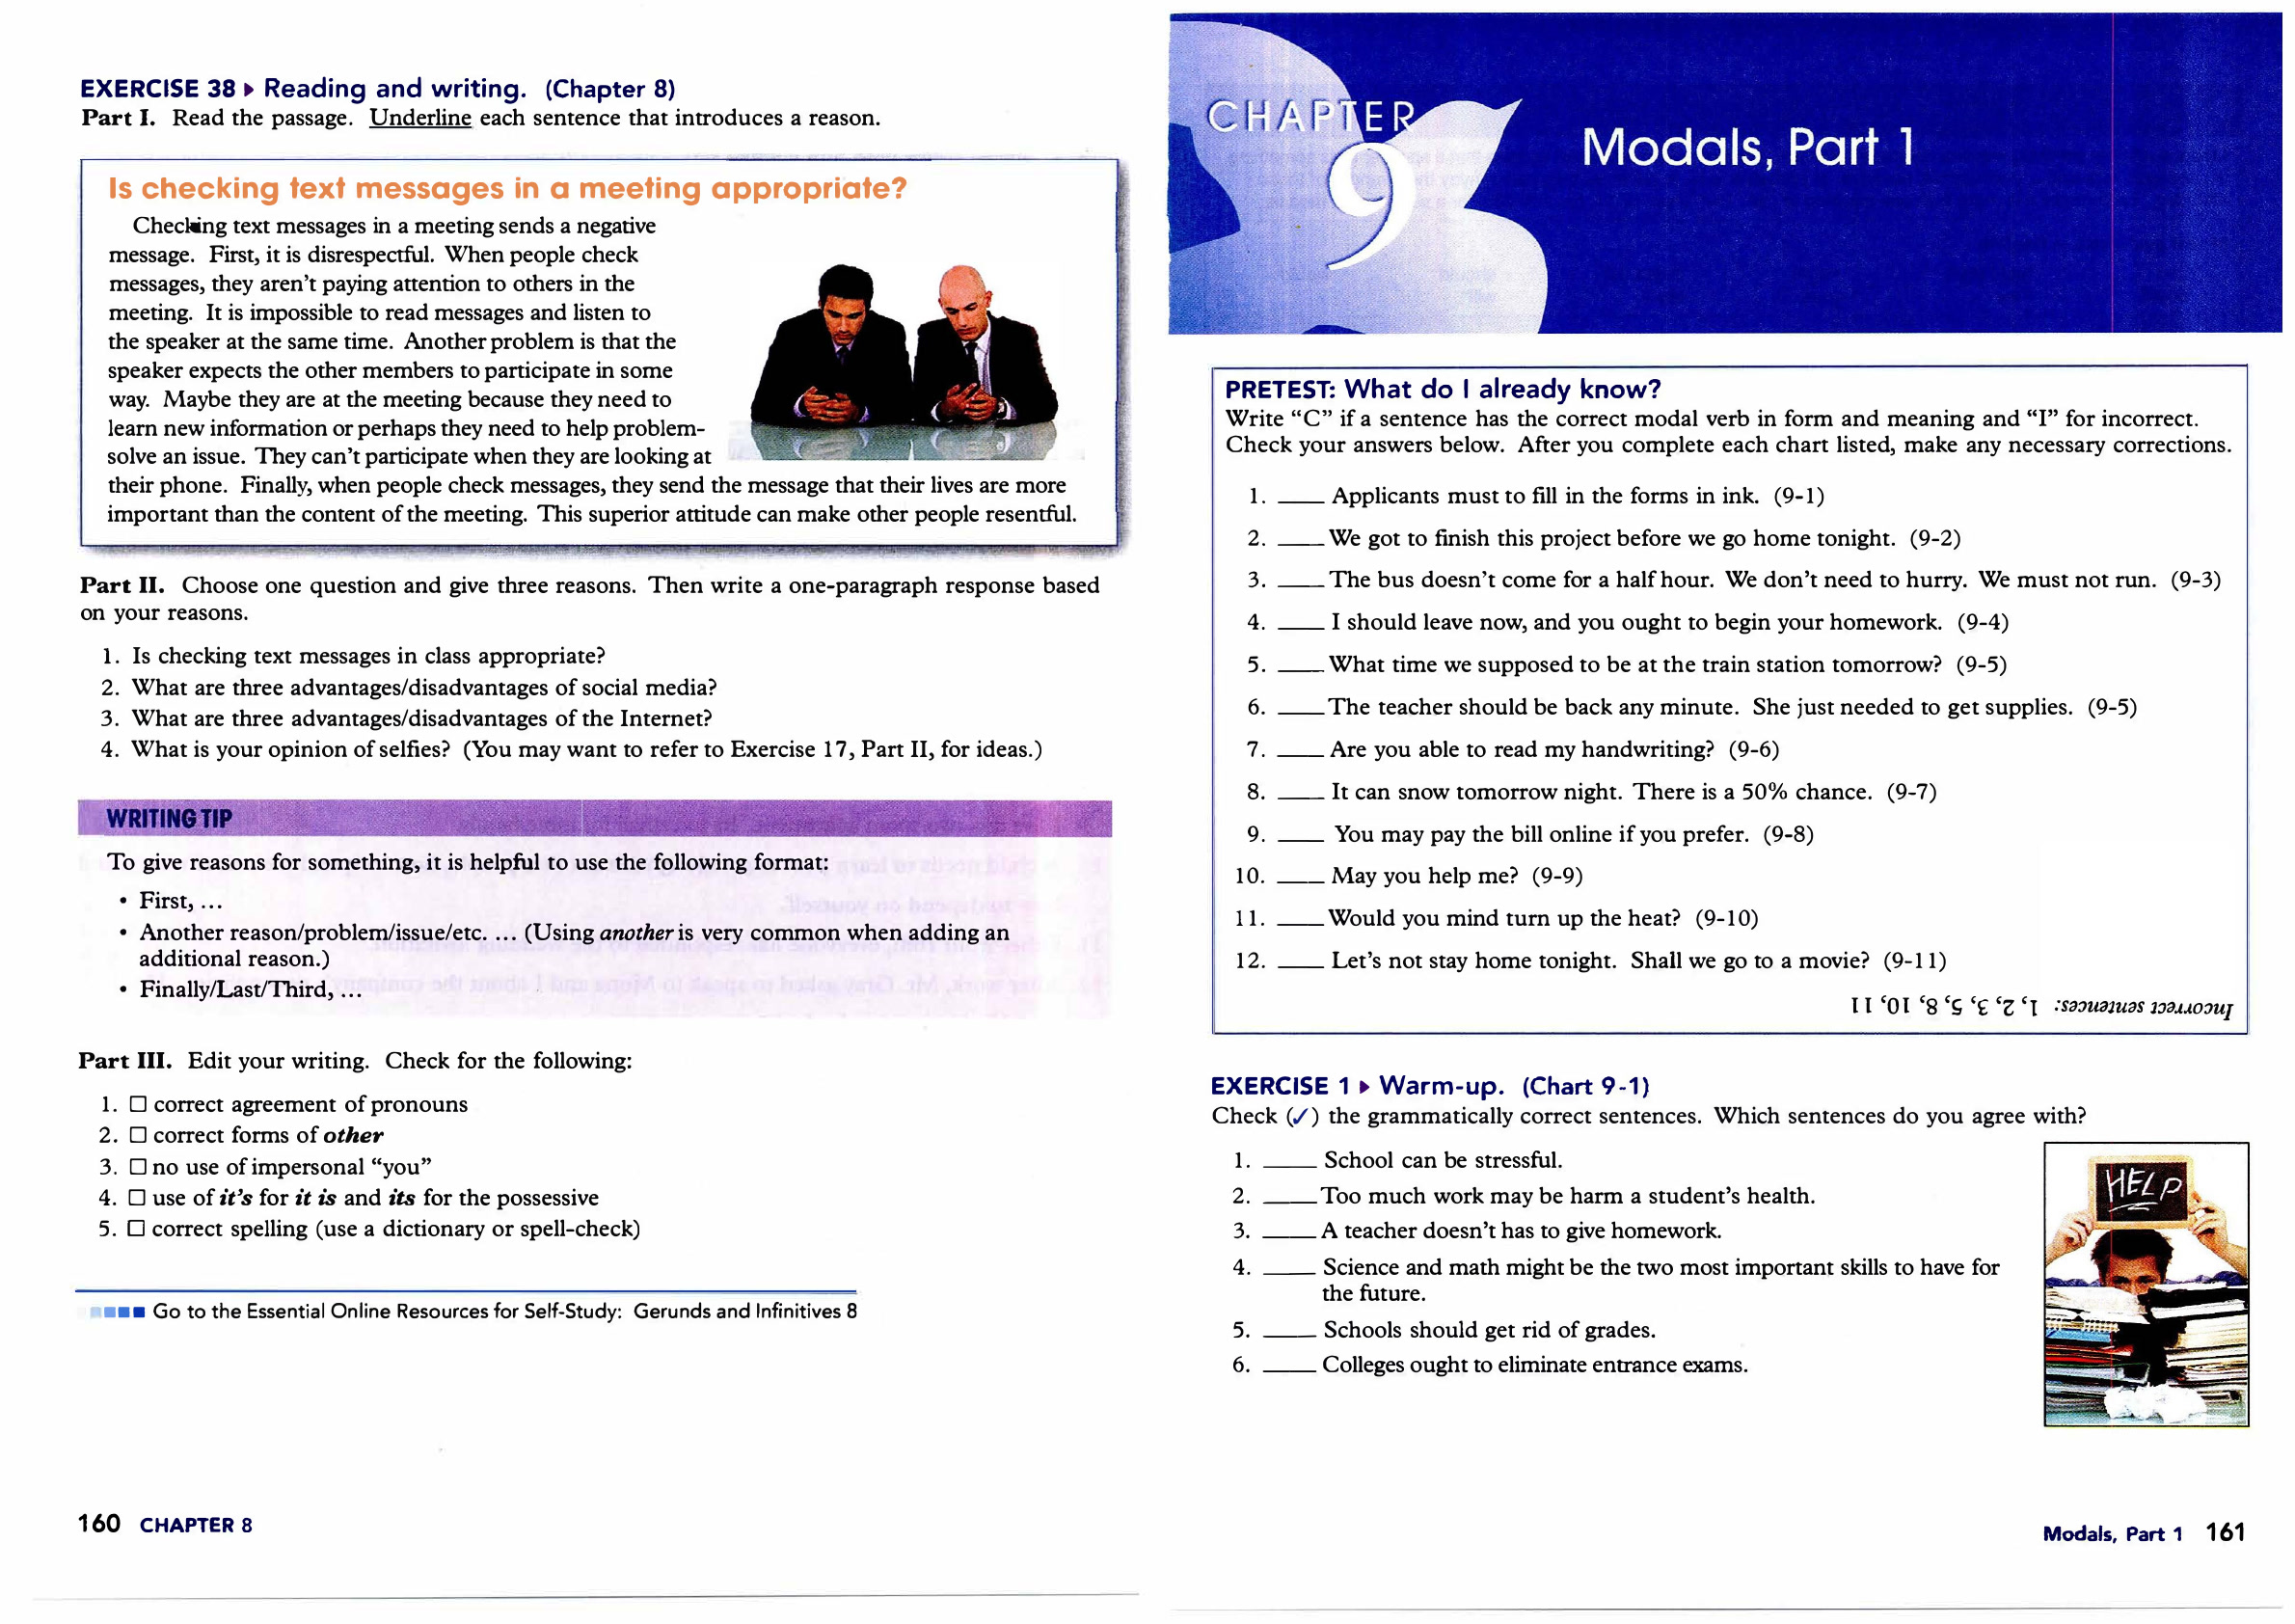 EXERCISE 38 ▸ Reading and writing. (Chapter 8)
Part I. Read the passage. Underline each sentence that introduces a reason.
Is checking text messages in a meeting appropriate?
Checking text messages in a meeting sends a negative
message. First, it is disrespectful. When people check
messages, they aren't paying attention to others in the
meeting. It is impossible to read messages and listen to
the speaker at the same time. Another problem is that the
speaker expects the other members to participate in some
way. Maybe they are at the meeting because they need to
learn new information or perhaps they need to help problem-
solve an issue. They can't participate when they are looking at
their phone. Finally, when people check messages, they send the message that their lives are more
important than the content of the meeting. This superior attitude can make other people resentful.
Part II. Choose one question and give three reasons. Then write a one-paragraph response based
on your reasons.
1. Is checking text messages in class appropriate?
2. What are three advantages/disadvantages of social media?
3. What are three advantages/disadvantages of the Internet?
4. What is your opinion of selfies? (You may want to refer to Exercise 17, Part II, for ideas.)
WRITING TIP
To give reasons for something, it is helpful to use the following format:
• First, …
• Another reason/problem/issue/etc. … (Using another is very common when adding an
additional reason.)
• Finally/Last/Third, …
Part III. Edit your writing. Check for the following:
1. ☐ correct agreement of pronouns
2. ☐ correct forms of other
3. ☐ no use of impersonal "you"
4. ☐ use of it's for it is and its for the possessive
5. ☐ correct spelling (use a dictionary or spell-check)
Go to the Essential Online Resources for Self-Study: Gerunds and Infinitives 8
160 CHAPTER 8
CHAPTER
9
Modals, Part 1
PRETEST: What do I already know?
Write "C" if a sentence has the correct modal verb in form and meaning and "I" for incorrect.
Check your answers below. After you complete each chart listed, make any necessary corrections.
1. ____ Applicants must to fill in the forms in ink. (9-1)
2. ____ We got to finish this project before we go home tonight. (9-2)
3. ____ The bus doesn't come for a half hour. We don't need to hurry. We must not run. (9-3)
4. ____ I should leave now, and you ought to begin your homework. (9-4)
5. ____ What time we supposed to be at the train station tomorrow? (9-5)
6. ____ The teacher should be back any minute. She just needed to get supplies. (9-5)
7. ____ Are you able to read my handwriting? (9-6)
8. ____ It can snow tomorrow night. There is a 50% chance. (9-7)
9. ____ You may pay the bill online if you prefer. (9-8)
10. ____ May you help me? (9-9)
11. ____ Would you mind turn up the heat? (9-10)
12. ____ Let's not stay home tonight. Shall we go to a movie? (9-11)
Incorrect sentences: 1, 2, 3, 5, 8, 10, 11
EXERCISE 1 ▸ Warm-up. (Chart 9-1)
Check (✓) the grammatically correct sentences. Which sentences do you agree with?
1. ____ School can be stressful.
2. ____ Too much work may be harm a student's health.
3. ____ A teacher doesn't has to give homework.
4. ____ Science and math might be the two most important skills to have for
the future.
5. ____ Schools should get rid of grades.
6. ____ Colleges ought to eliminate entrance exams.
HELP
Modals, Part 1 161